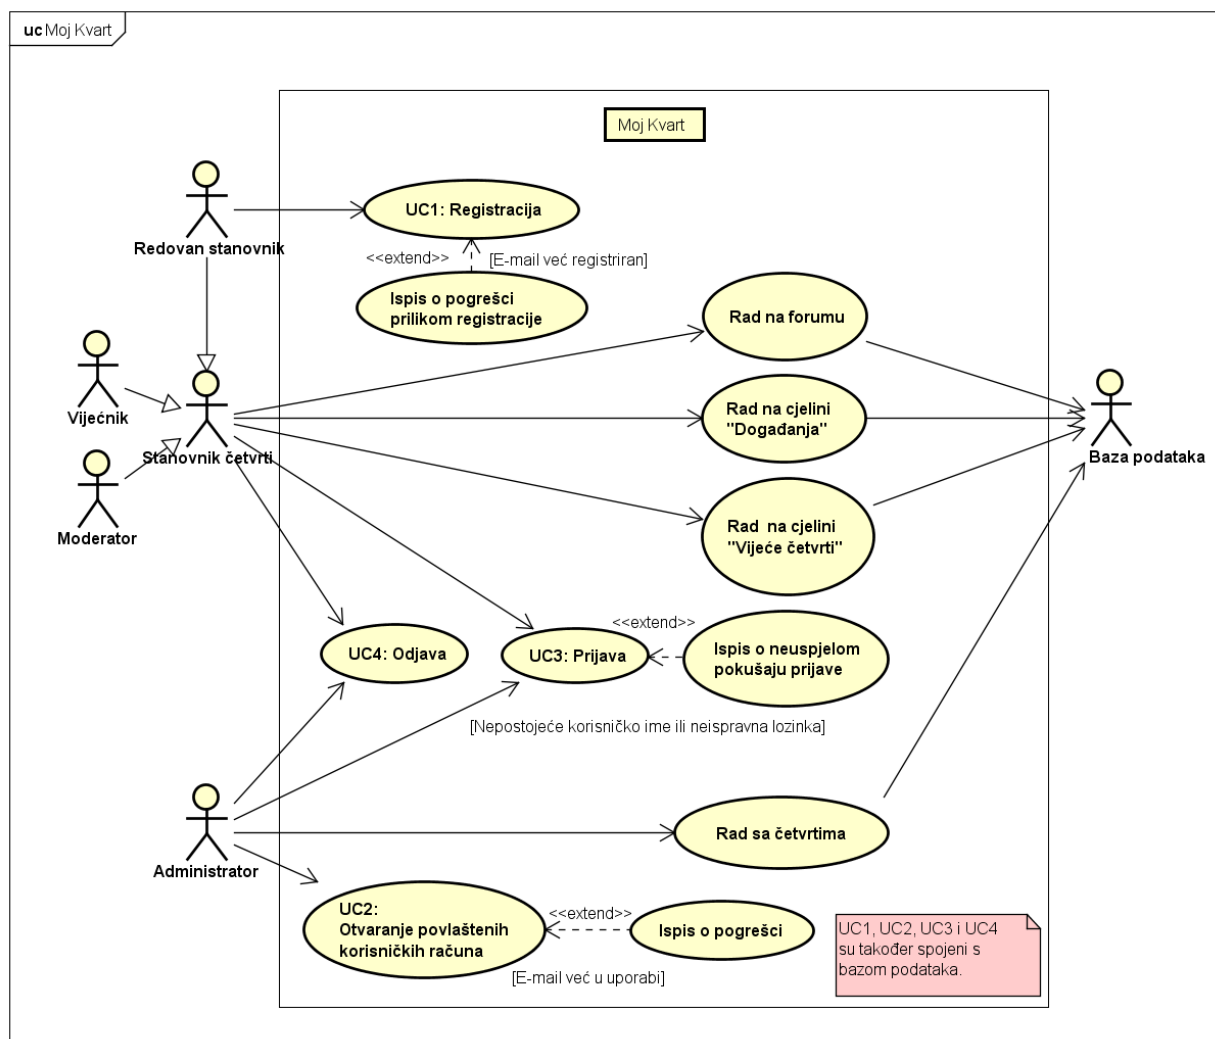 uc Moj Kvart
Moj Kvart
Redovan stanovnik
UC1: Registracija
<<extend>>
[E-mail već registriran]
Ispis o pogrešci
prilikom registracije
Rad na forumu
Vijećnik
Stanovnik četvrti
Moderator
Rad na cjelini
"Događanja"
Baza podataka
Rad  na cjelini
"Vijeće četvrti"
<<extend>>
UC4: Odjava
UC3: Prijava
Ispis o neuspjelom
pokušaju prijave
[Nepostojeće korisničko ime ili neispravna lozinka]
Administrator
Rad sa četvrtima
UC2:
Otvaranje povlaštenih
korisničkih računa
<<extend>>
Ispis o pogrešci
[E-mail već u uporabi]
UC1, UC2, UC3 i UC4
su također spojeni s
bazom podataka.